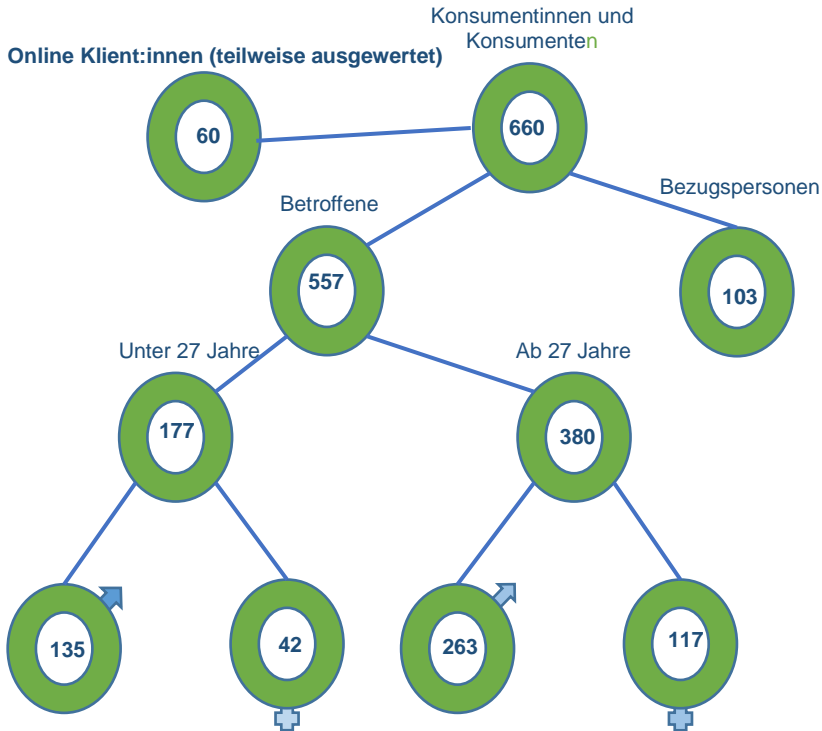 Konsumentinnen und
Konsumenten
Online Klient:innen (teilweise ausgewertet)
60
660
Betroffene
Bezugspersonen
557
103
Unter 27 Jahre
Ab 27 Jahre
177
380
135
42
263
117